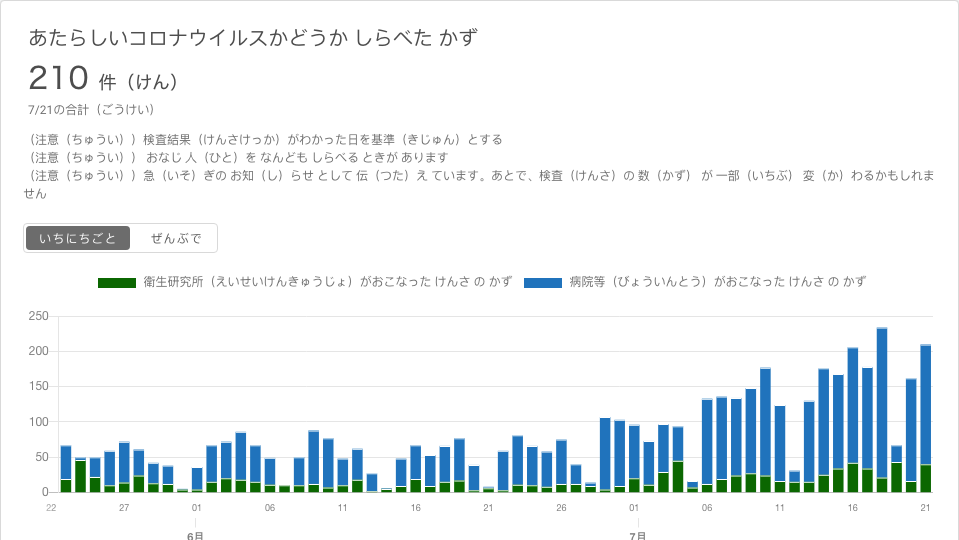 あたらしいコロナウイルスかどうか しらべた かず
210 件（けん）
7/21の合計（ごうけい）
（注意（ちゅうい））検査結果（けんさけっか）がわかった日を基準（きじゅん）とする
（注意（ちゅうい）） おなじ 人（ひと）を なんども しらべる ときが あります
（注意（ちゅうい））急（いそ）ぎの お知（し）らせ として 伝（つた）え ています。あとで、検査（けんさ）の 数（かず） が 一部（いちぶ） 変（か）わるかもしれま
せん
いちにちごと ぜんぶで
衛生研究所（えいせいけんきゅうじょ）がおこなった けんさ の かず 病院等（びょういんとう）がおこなった けんさ の かず
250
200
150
100
50
0
22 27 01 06 11 16 21 26 01 06 11 16 21
6月 7月